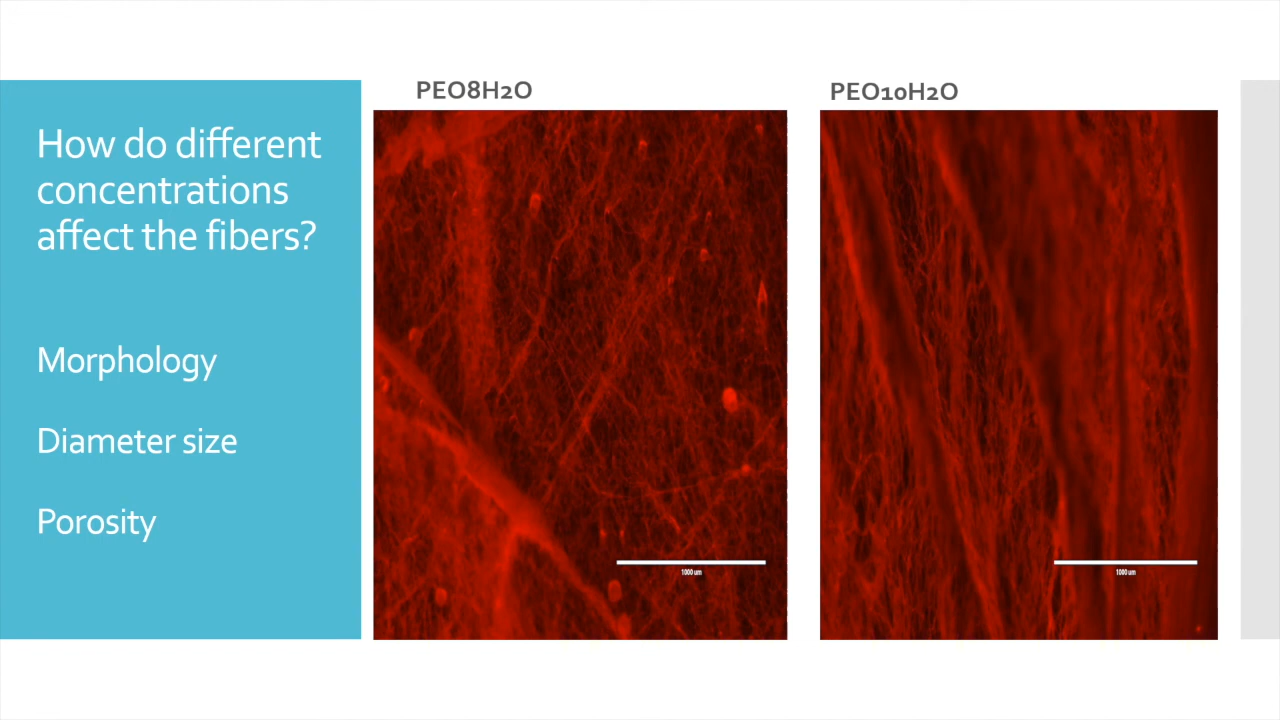 How do different
concentrations
affect the fibers?
Morphology
Diameter size
Porosity
PEO8H2O
PEO10H2O
1000 um
1000 um